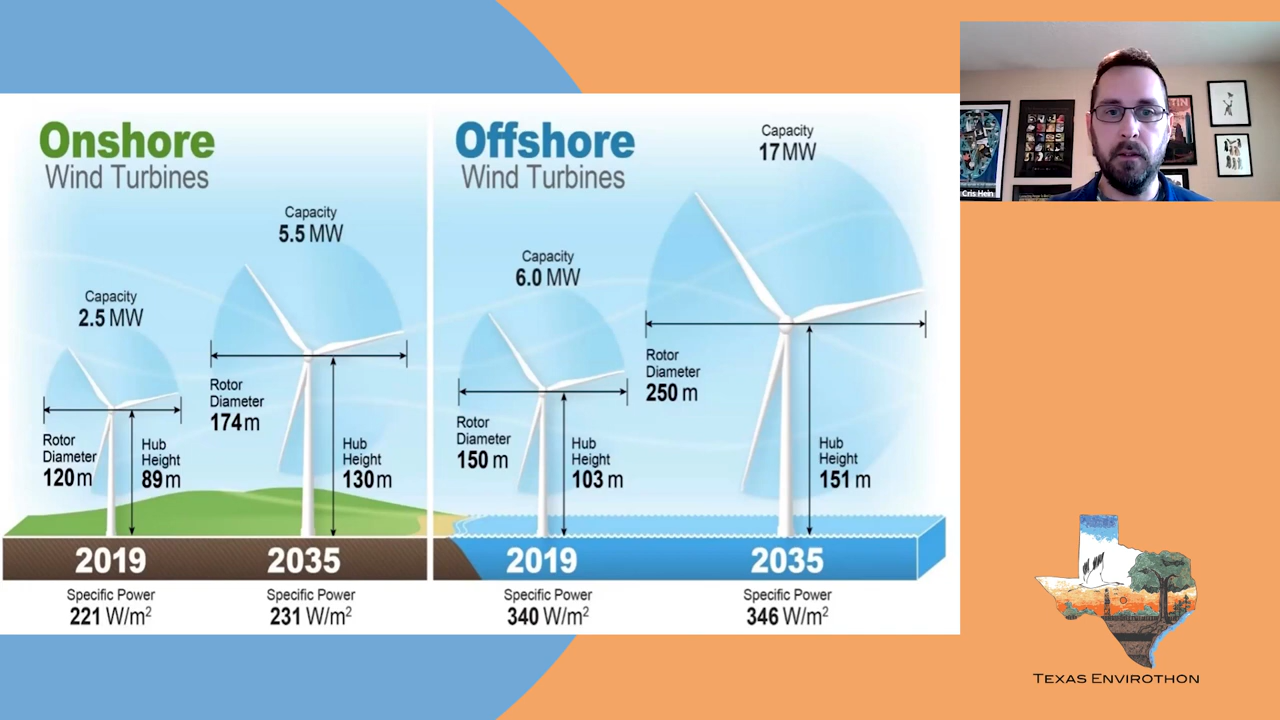 Onshore
Wind Turbines
Capacity
2.5 MW
Rotor
Diameter
120 m
Hub
Height
89 m
Capacity
5.5 MW
Rotor
Diameter
174 m
Hub
Height
130 m
Offshore
Wind Turbines
Capacity
6.0 MW
Rotor
Diameter
150 m
Hub
Height
103 m
Capacity
17 MW
Rotor
Diameter
250 m
Hub
Height
151 m
2019
2035
2019
2035
Specific Power
221 W/m²
Specific Power
231 W/m²
Specific Power
340 W/m²
Specific Power
346 W/m²
Cris Hein
TEXAS ENVIROTHON